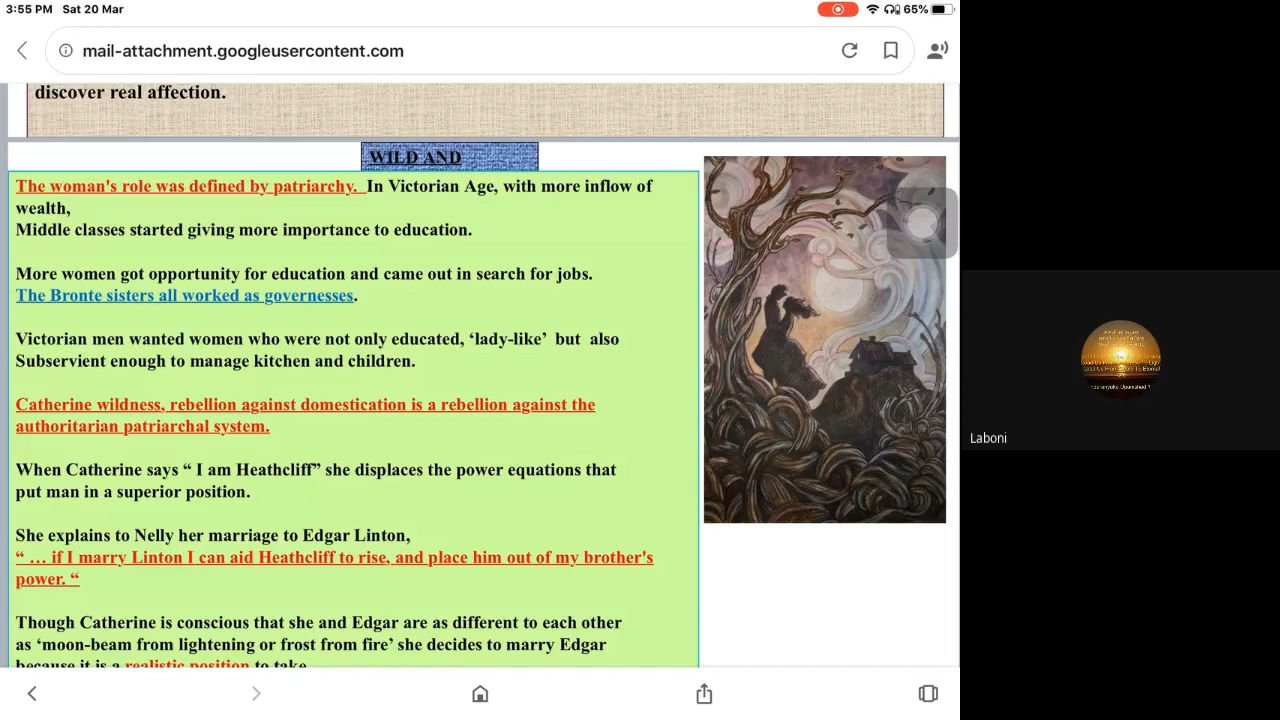 3:55 PM Sat 20 Mar
65%
mail-attachment.googleusercontent.com
discover real affection.
WILD AND
The woman's role was defined by patriarchy. In Victorian Age, with more inflow of
wealth,
Middle classes started giving more importance to education.
More women got opportunity for education and came out in search for jobs.
The Bronte sisters all worked as governesses.
Victorian men wanted women who were not only educated, ‘lady-like’ but also
Subservient enough to manage kitchen and children.
Catherine wildness, rebellion against domestication is a rebellion against the
authoritarian patriarchal system.
When Catherine says “ I am Heathcliff” she displaces the power equations that
put man in a superior position.
She explains to Nelly her marriage to Edgar Linton,
“ … if I marry Linton I can aid Heathcliff to rise, and place him out of my brother's
power. “
Though Catherine is conscious that she and Edgar are as different to each other
as ‘moon-beam from lightening or frost from fire’ she decides to marry Edgar
because it is a realistic position to take
Laboni